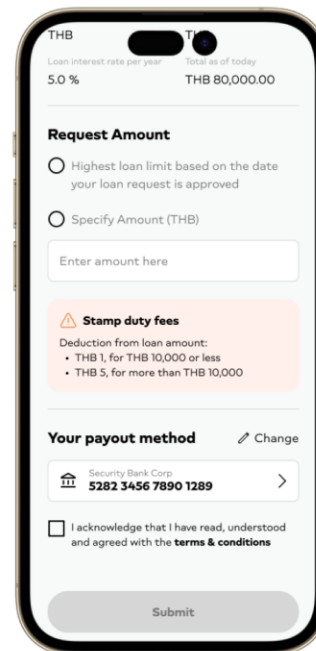 THB
Loan interest rate per year
Total as of today
5.0 %
THB 80,000.00
Request Amount
Highest loan limit based on the date
your loan request is approved
Specify Amount (THB)
Enter amount here
Stamp duty fees
Deduction from loan amount:
• THB 1, for THB 10,000 or less
• THB 5, for more than THB 10,000
Your payout method
Change
Security Bank Corp
5282 3456 7890 1289
I acknowledge that I have read, understood
and agreed with the terms & conditions
Submit